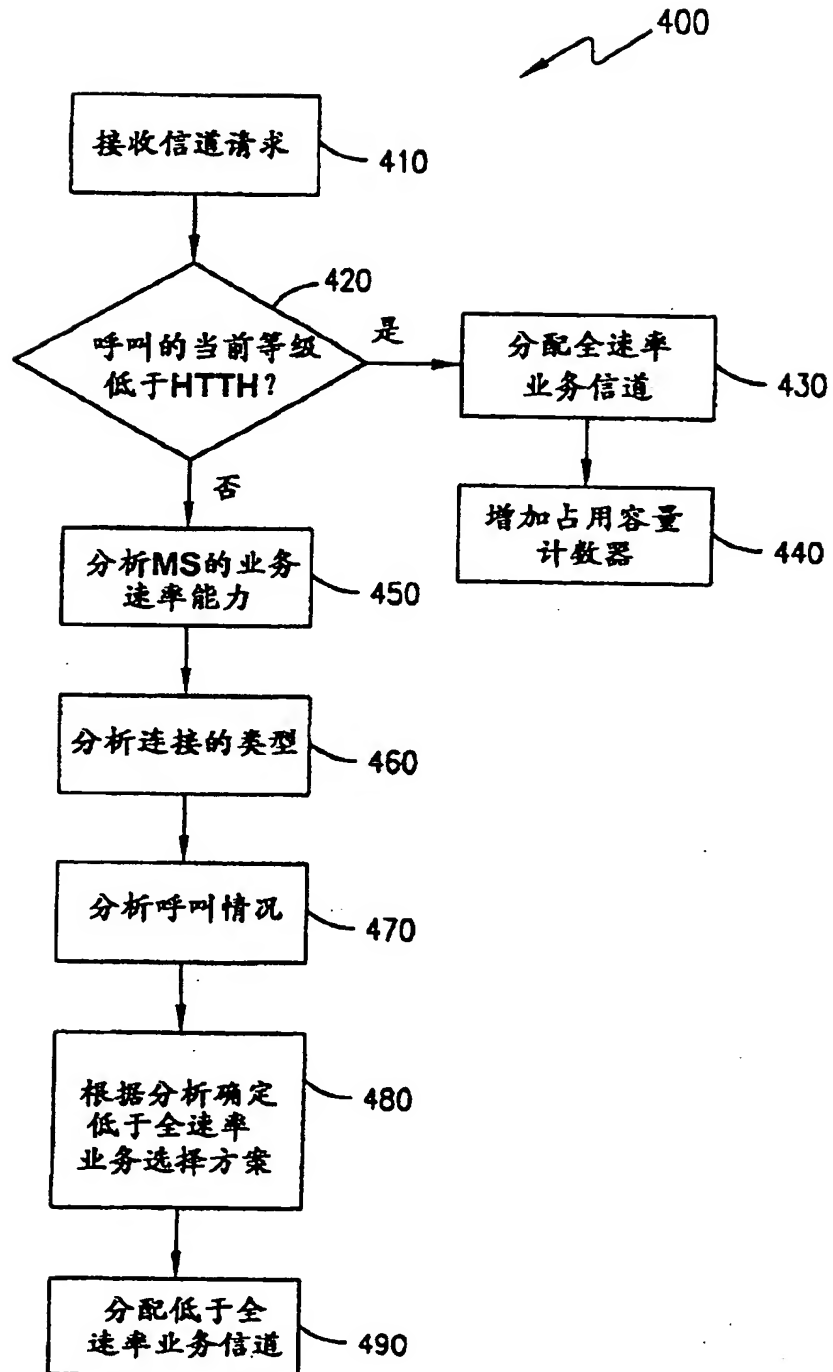 400
接收信道请求
410
420
呼叫的当前等级
低于HTTH?
是
分配全速率
业务信道
430
增加占用容量
计数器
440
否
分析MS的业务
速率能力
450
分析连接的类型
460
分析呼叫情况
470
根据分析确定
低于全速率
业务选择方案
480
分配低于全
速率业务信道
490